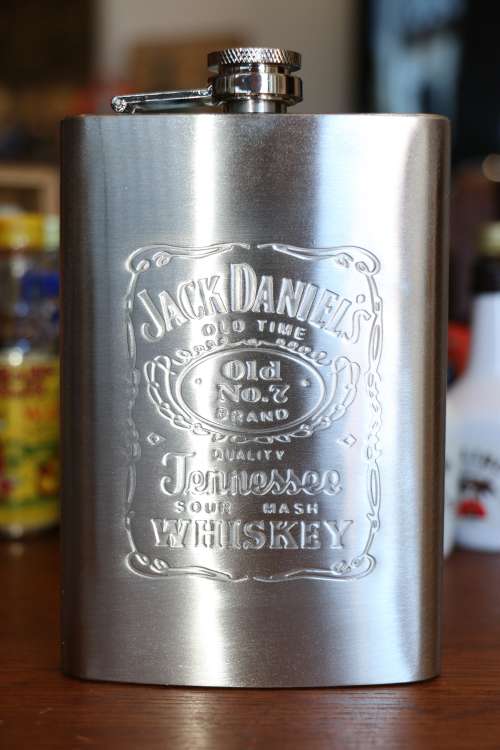 JACK DANIEL'S
OLD TIME
Old
No.7
BRAND
QUALITY
Tennessee
SOUR MASH
WHISKEY